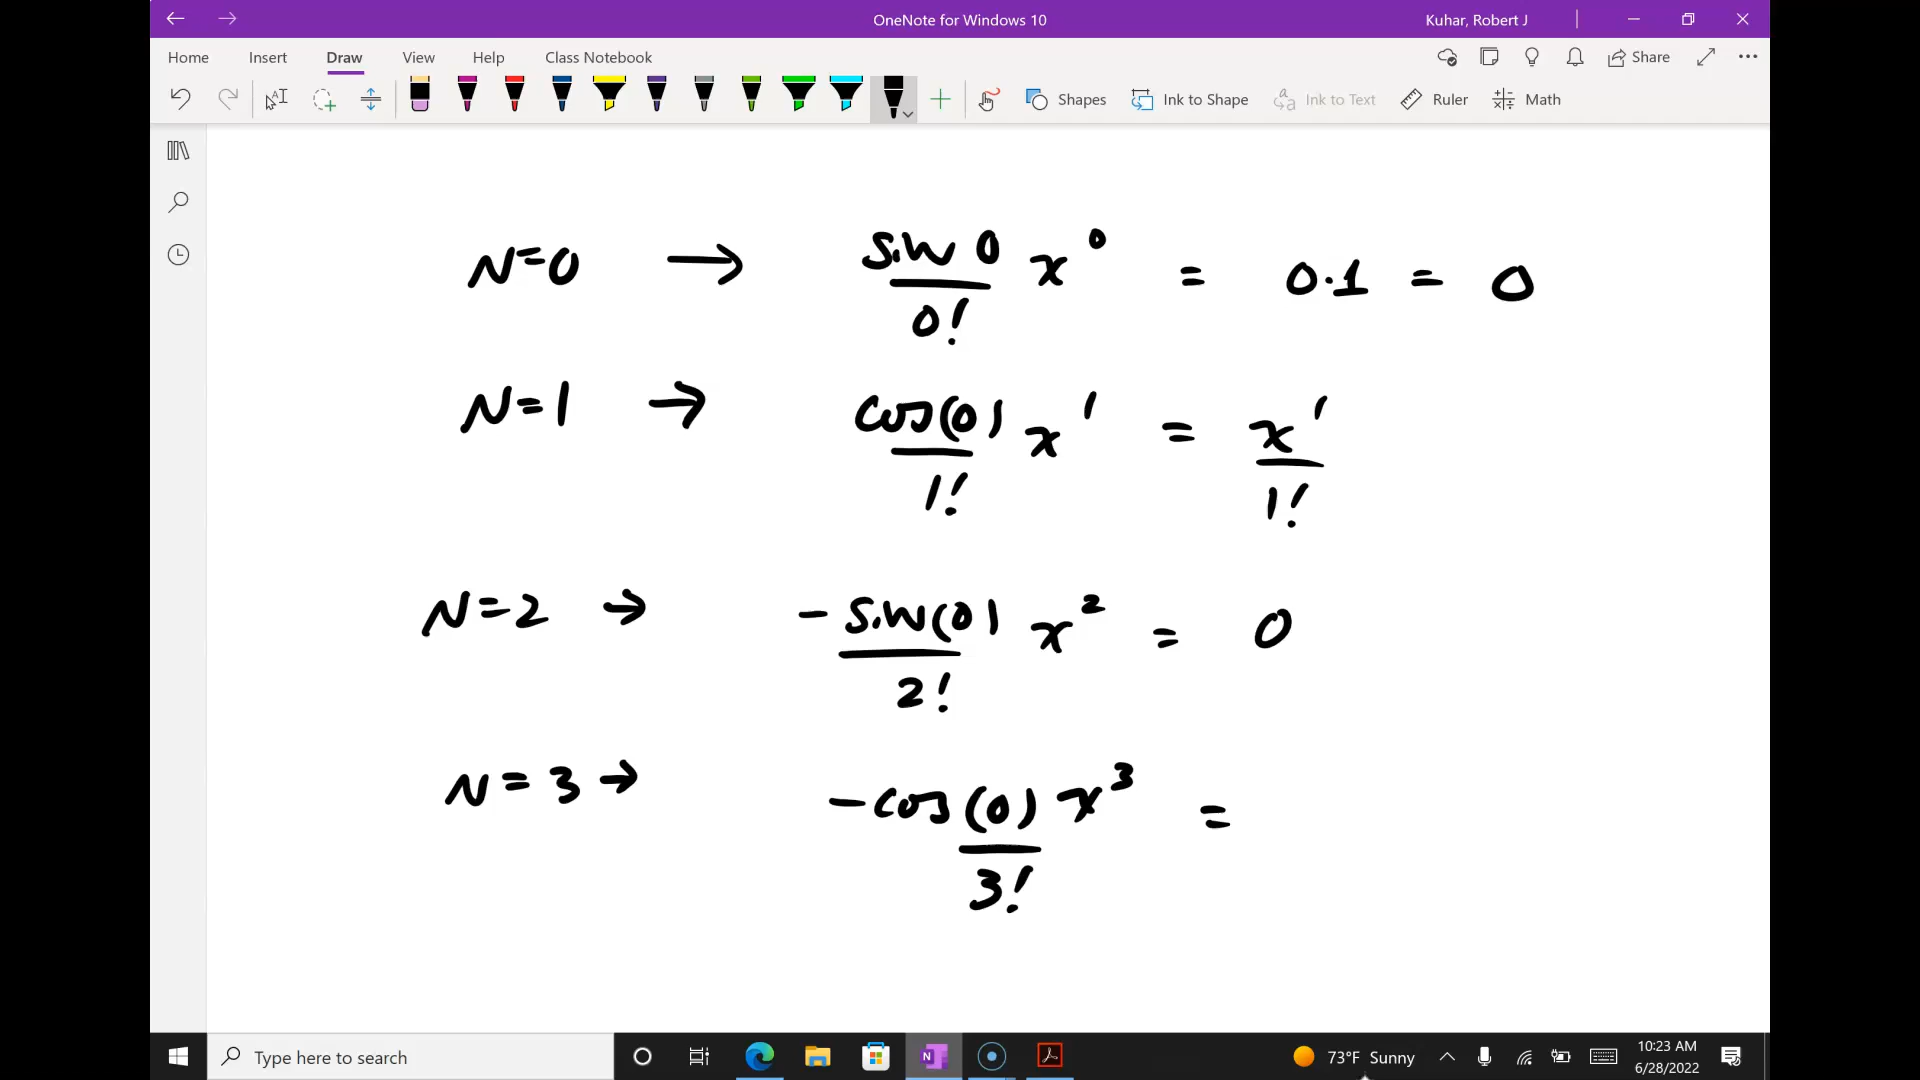 OneNote for Windows 10
Kuhar, Robert J
Home Insert Draw View Help Class Notebook Share
Shapes Ink to Shape Ink to Text Ruler Math
N=0 → sin 0 / 0! x^0 = 0·1 = 0
N=1 → cos(0) / 1! x^1 = x^1 / 1!
N=2 → -sin(0) / 2! x^2 = 0
N=3 → -cos(0) x^3 / 3! =
Type here to search
73°F Sunny
10:23 AM
6/28/2022